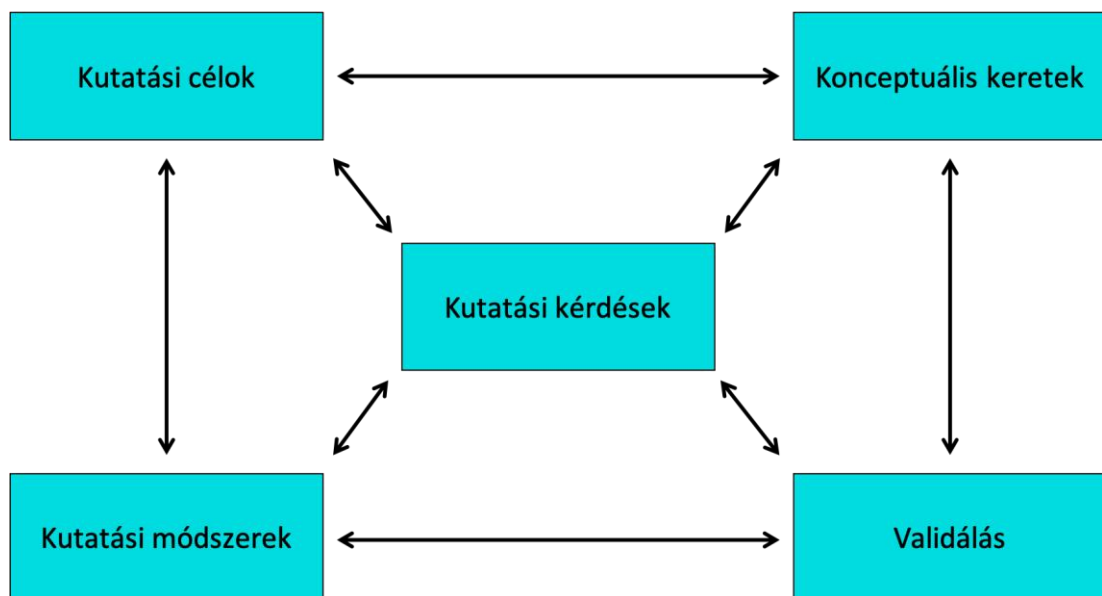 Kutatási célok
Konceptuális keretek
Kutatási kérdések
Kutatási módszerek
Validálás